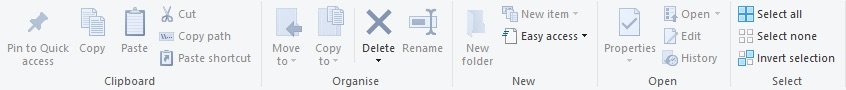 Pin to Quick
access
Copy
Paste
Cut
Copy path
Paste shortcut
Clipboard
Move
to
Copy
to
Delete
Rename
Organise
New
folder
New item
Easy access
New
Properties
Open
Edit
History
Open
Select all
Select none
Invert selection
Select